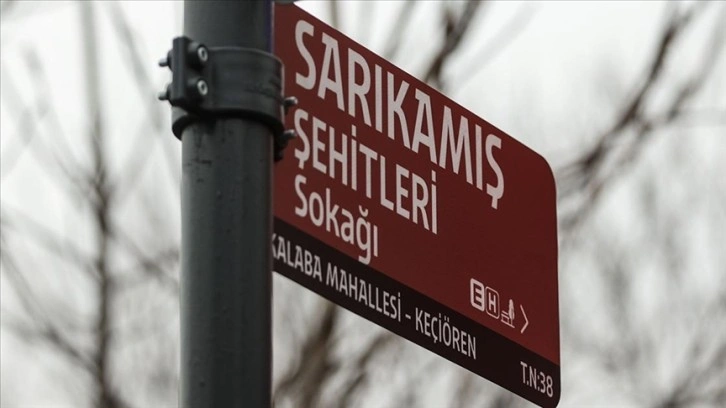 SARIKAMIŞ
ŞEHİTLERİ
Sokağı
E H
KALABA MAHALLESİ - KEÇİÖREN
T.N:38